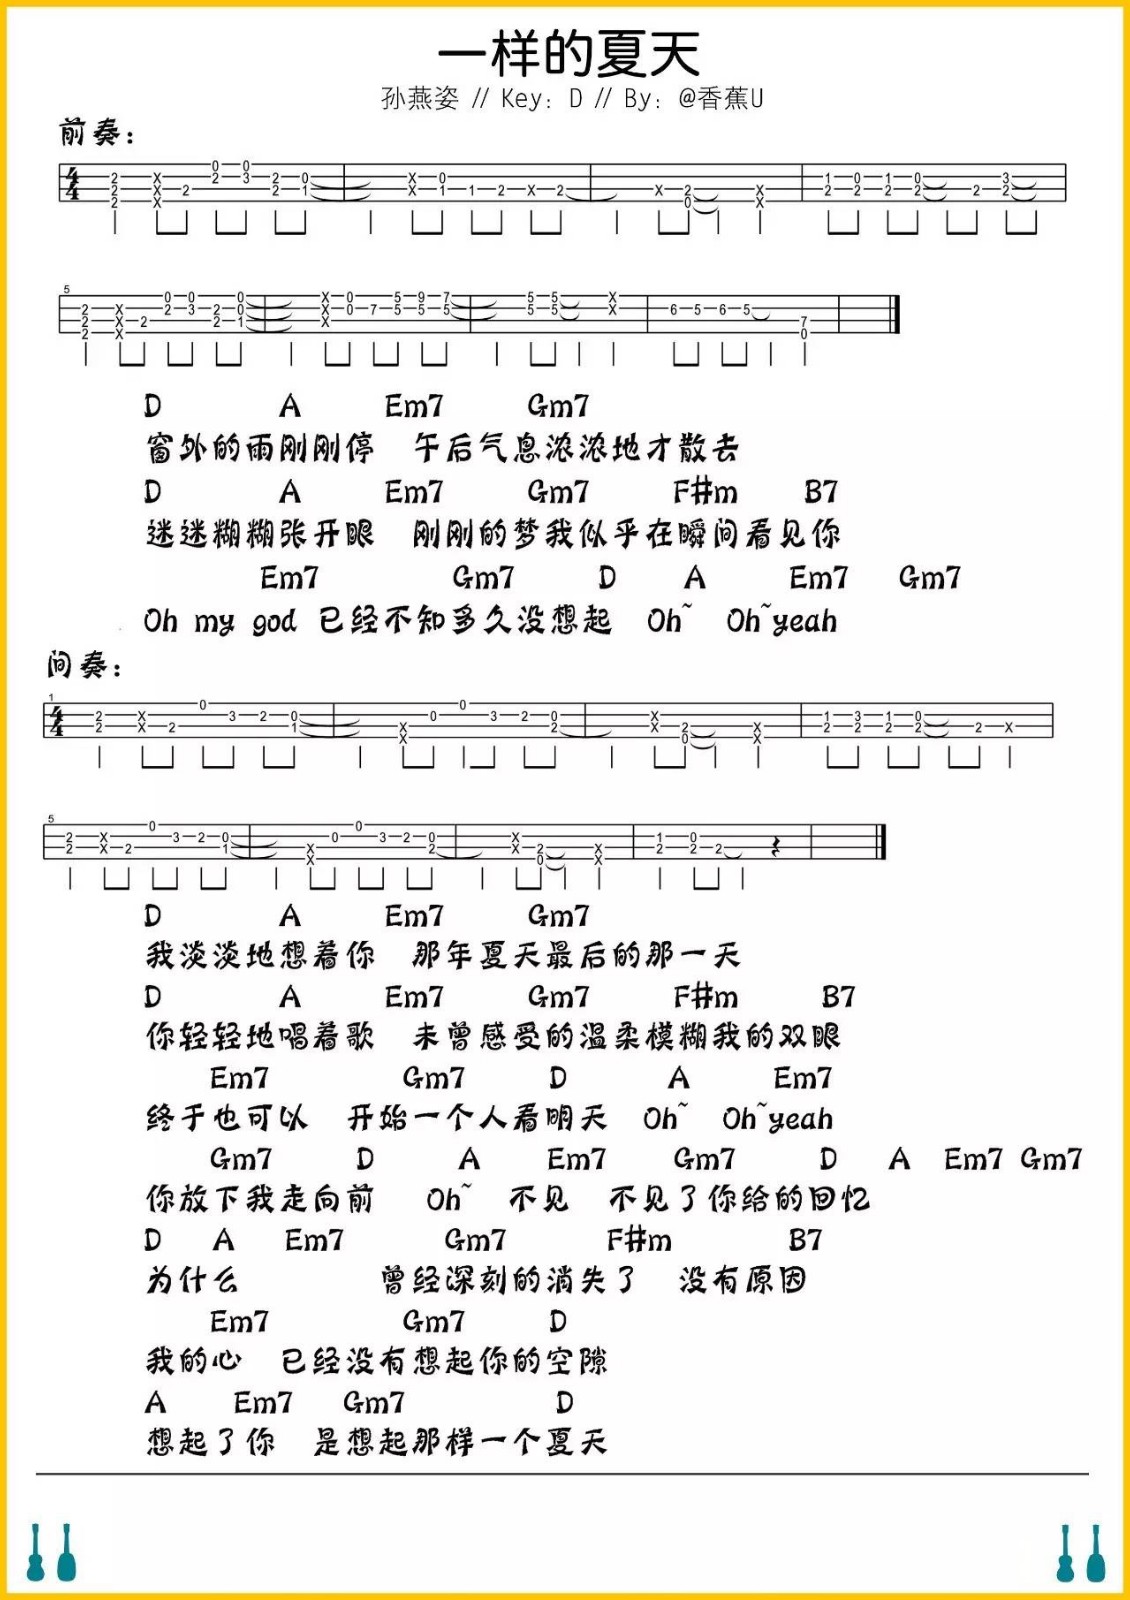 一样的夏天
孙燕姿 // Key: D // By: @香蕉U
前奏:
D A Em7 Gm7
窗外的雨刚刚停 午后气息浓浓地才散去
D A Em7 Gm7 F#m B7
迷迷糊糊张开眼 刚刚的梦我似乎在瞬间看见你
Em7 Gm7 D A Em7 Gm7
Oh my god 已经不知多久没想起 Oh~ Oh~yeah
间奏:
D A Em7 Gm7
我淡淡地想着你 那年夏天最后的那一天
D A Em7 Gm7 F#m B7
你轻轻地唱着歌 未曾感受的温柔模糊我的双眼
Em7 Gm7 D A Em7
终于也可以 开始一个人看明天 Oh~ Oh~yeah
Gm7 D A Em7 Gm7 D A Em7 Gm7
你放下我走向前 Oh~ 不见 不见了你给的回忆
D A Em7 Gm7 F#m B7
为什么 曾经深刻的消失了 没有原因
Em7 Gm7 D
我的心 已经没有想起你的空隙
A Em7 Gm7 D
想起了你 是想起那样一个夏天